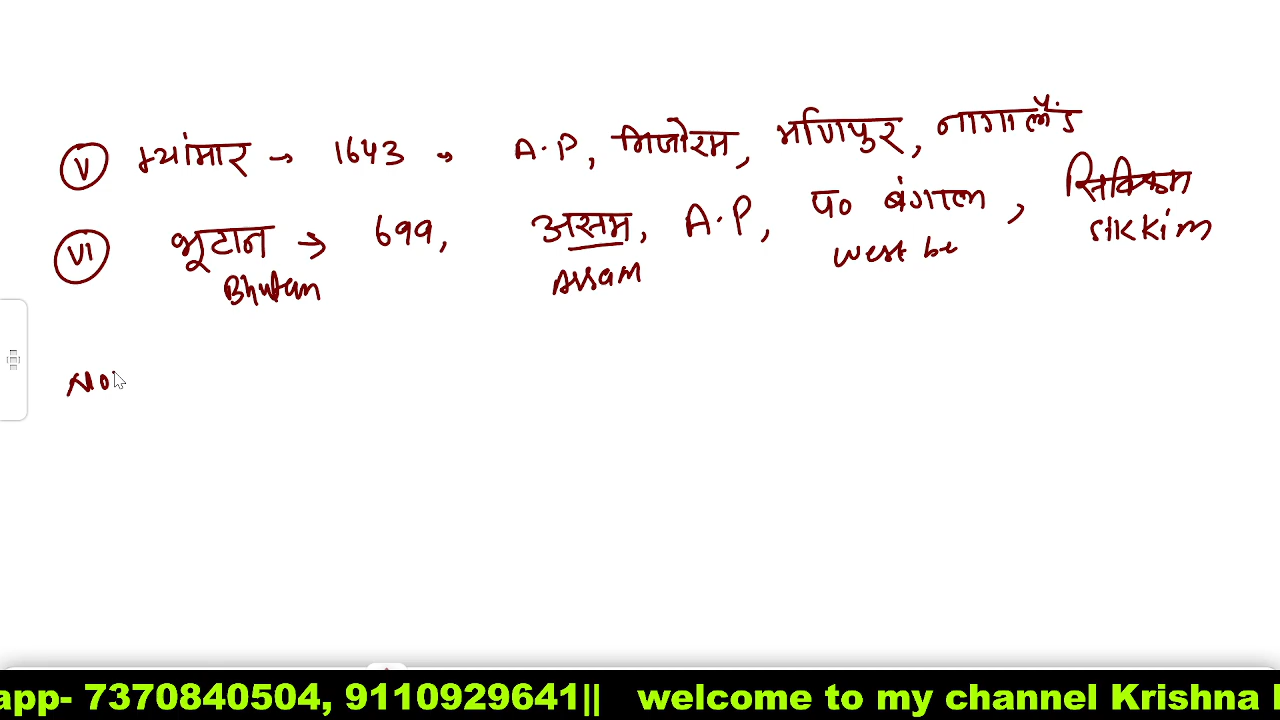 V म्यांमार → 1643 → A.P, मिजोरम, मणिपुर, नागालैंड
VI भूटान → 699, असम, A.P, प० बंगाल, सिक्किम
Bhutan Assam west be sikkim
No
app- 7370840504, 9110929641|| welcome to my channel Krishna